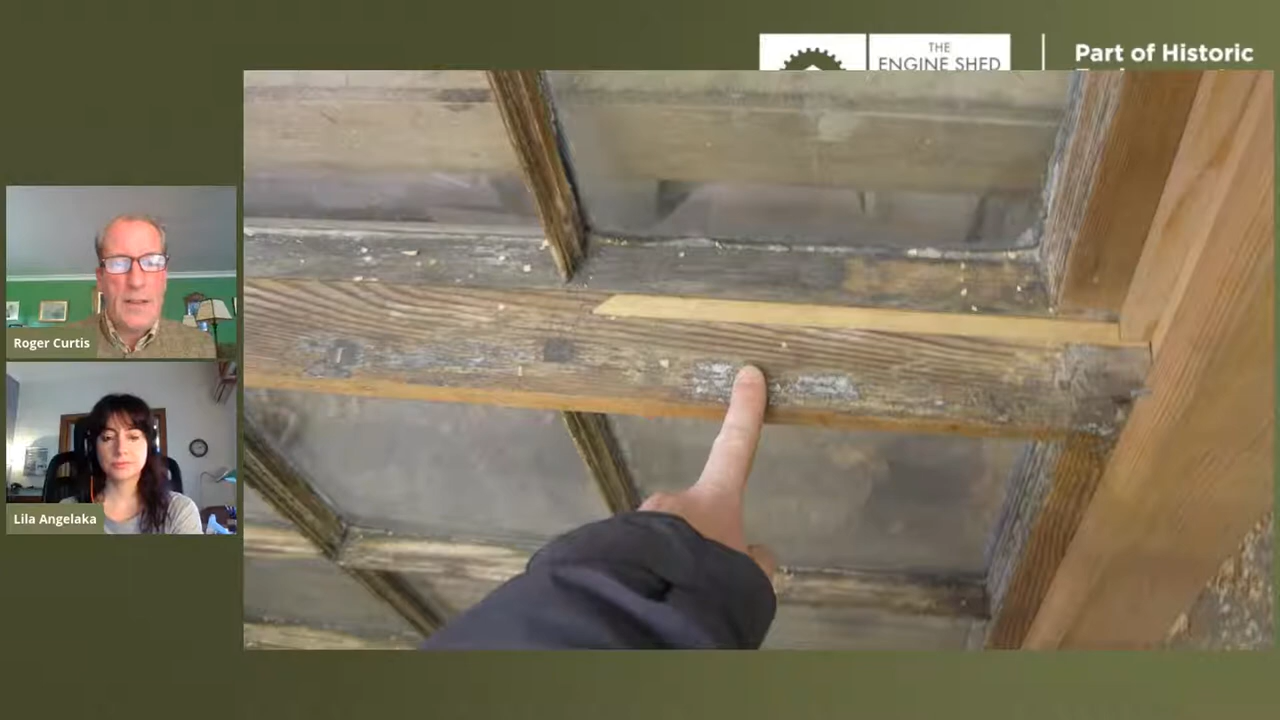 THE
ENGINE SHED
Part of Historic
Roger Curtis
Lila Angelaka